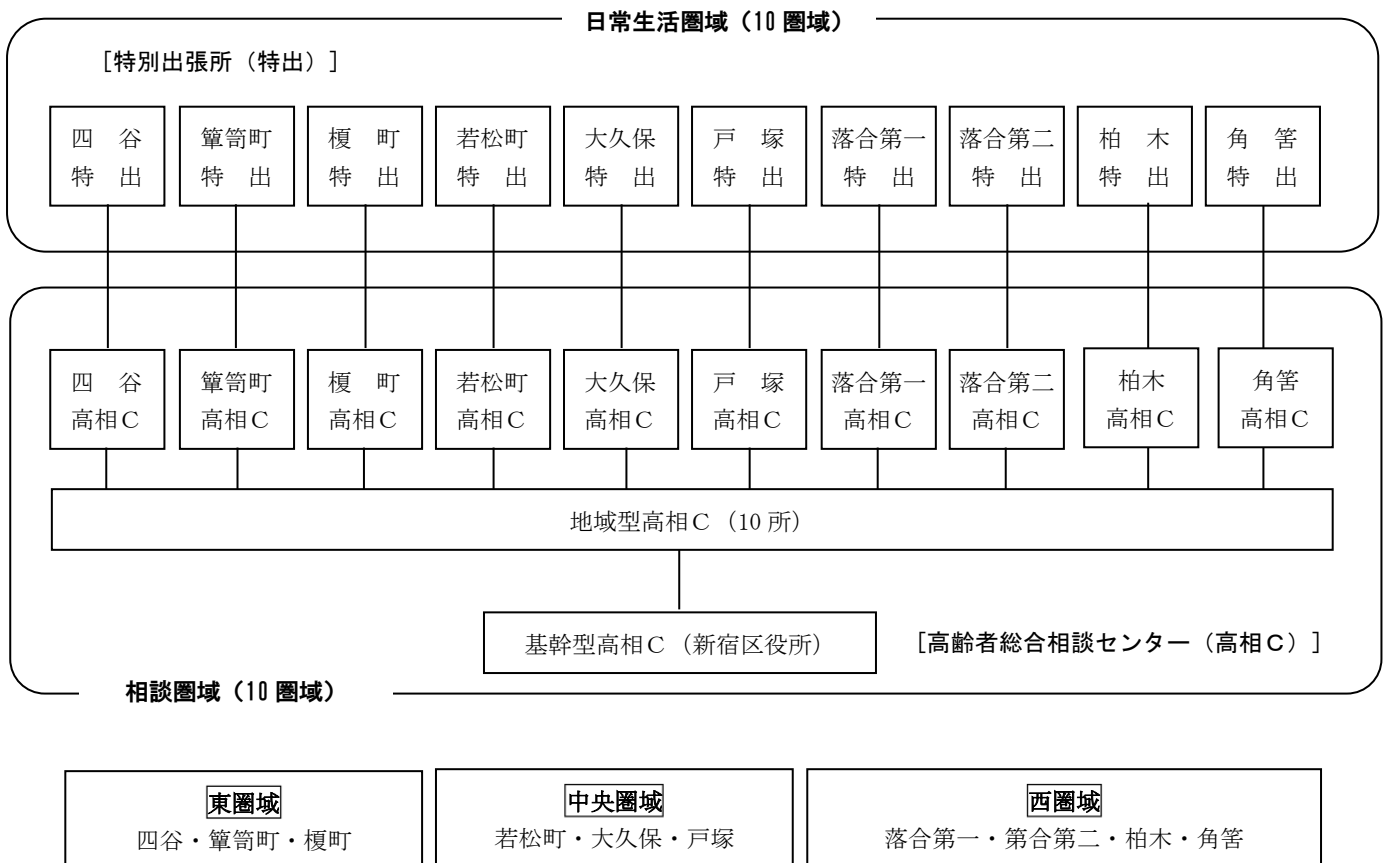 日常生活圏域（10 圏域）
［特別出張所（特出）］
四　谷
特　出
簞笥町
特　出
榎　町
特　出
若松町
特　出
大久保
特　出
戸　塚
特　出
落合第一
特　出
落合第二
特　出
柏　木
特　出
角　筈
特　出
四　谷
高相Ｃ
簞笥町
高相Ｃ
榎　町
高相Ｃ
若松町
高相Ｃ
大久保
高相Ｃ
戸　塚
高相Ｃ
落合第一
高相Ｃ
落合第二
高相Ｃ
柏木
高相Ｃ
角筈
高相Ｃ
地域型高相Ｃ（10 所）
基幹型高相Ｃ（新宿区役所）
［高齢者総合相談センター（高相Ｃ）］
相談圏域（10 圏域）
東圏域
四谷・簞笥町・榎町
中央圏域
若松町・大久保・戸塚
西圏域
落合第一・第合第二・柏木・角筈